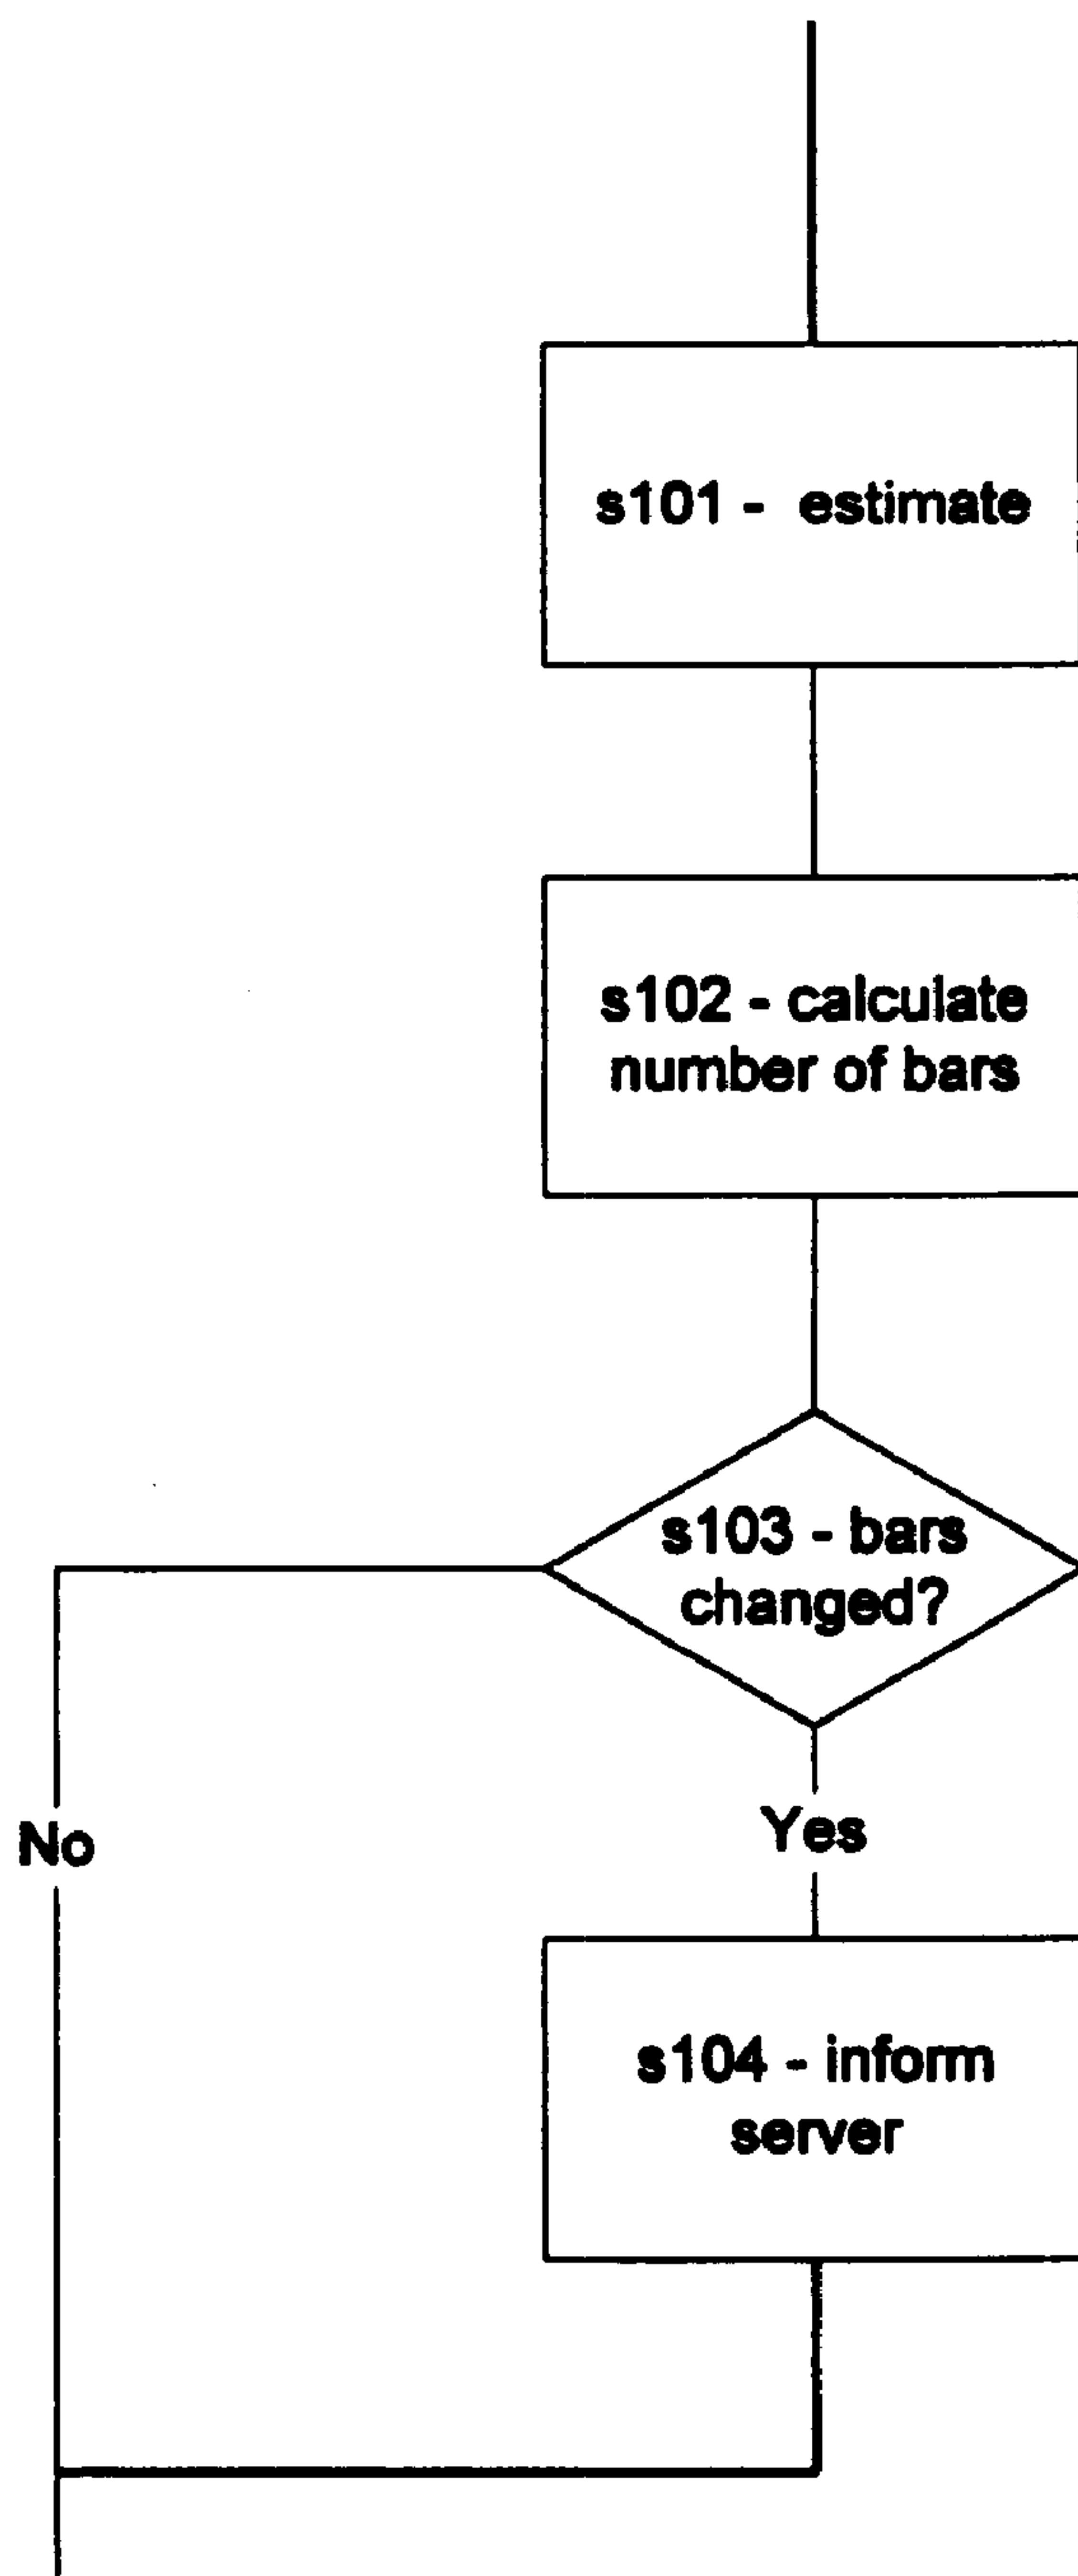 s101 - estimate
s102 - calculate
number of bars
s103 - bars
changed?
No
Yes
s104 - inform
server